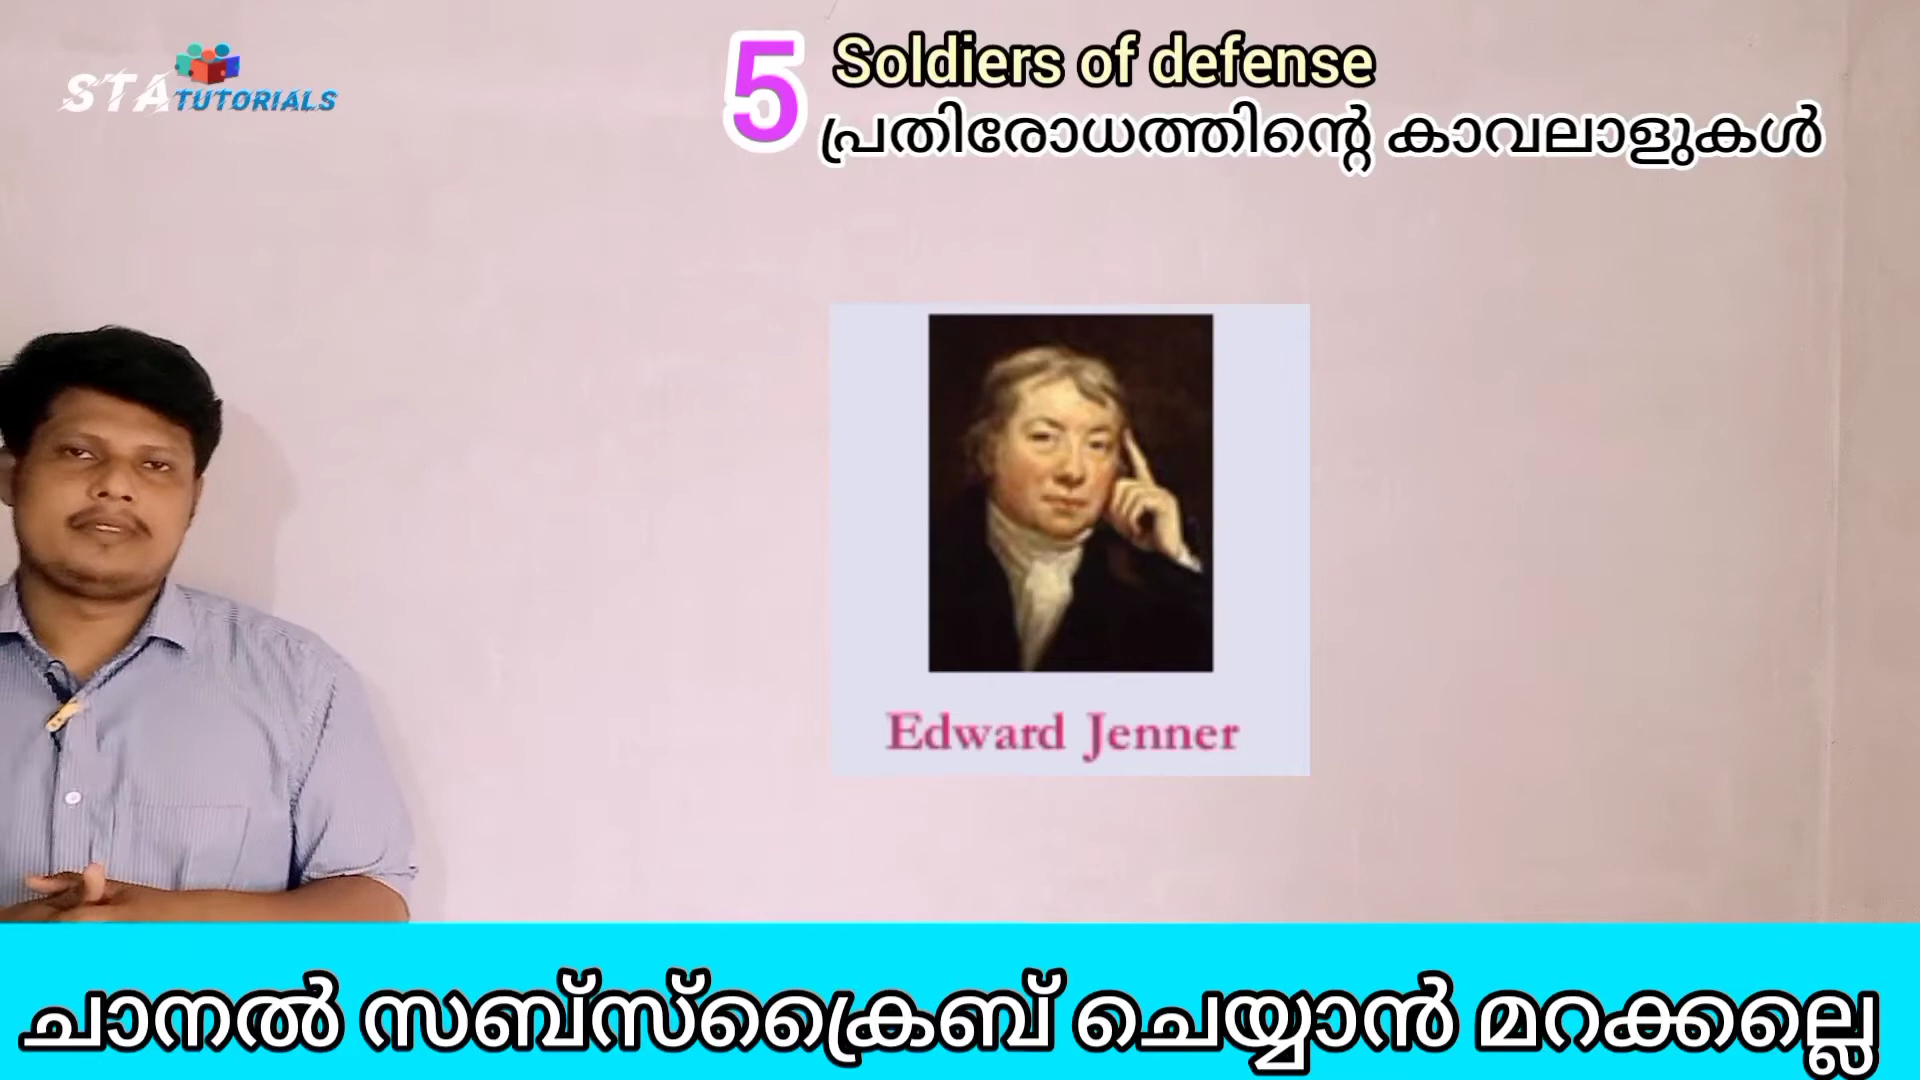 STA TUTORIALS
5 Soldiers of defense
പ്രതിരോധത്തിന്റെ കാവലാളുകൾ
Edward Jenner
ചാനൽ സബ്സ്ക്രൈബ് ചെയ്യാൻ മറക്കല്ലെ